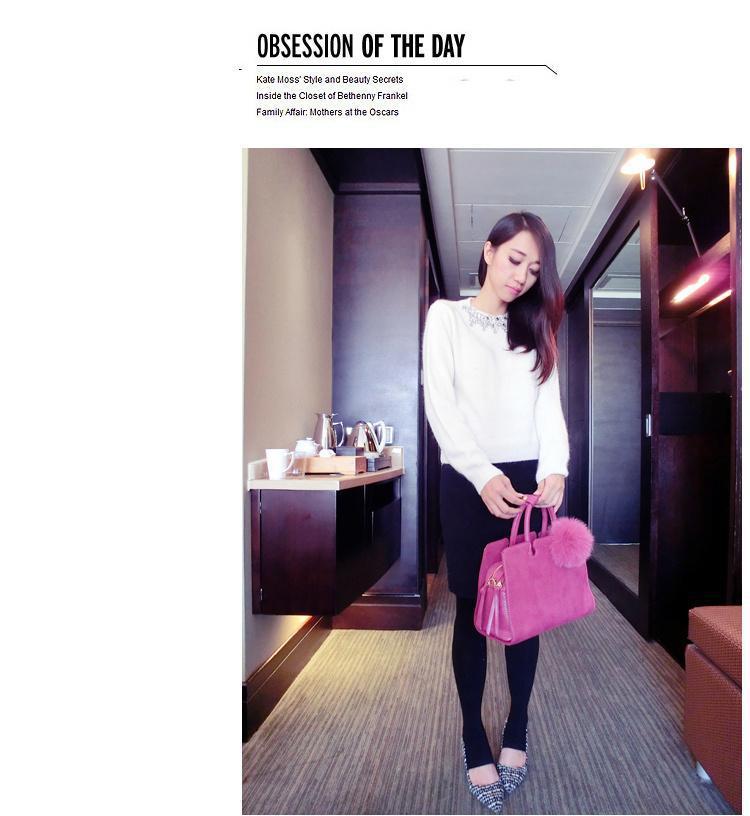 OBSESSION OF THE DAY
Kate Moss' Style and Beauty Secrets
Inside the Closet of Bethenny Frankel
Family Affair: Mothers at the Oscars